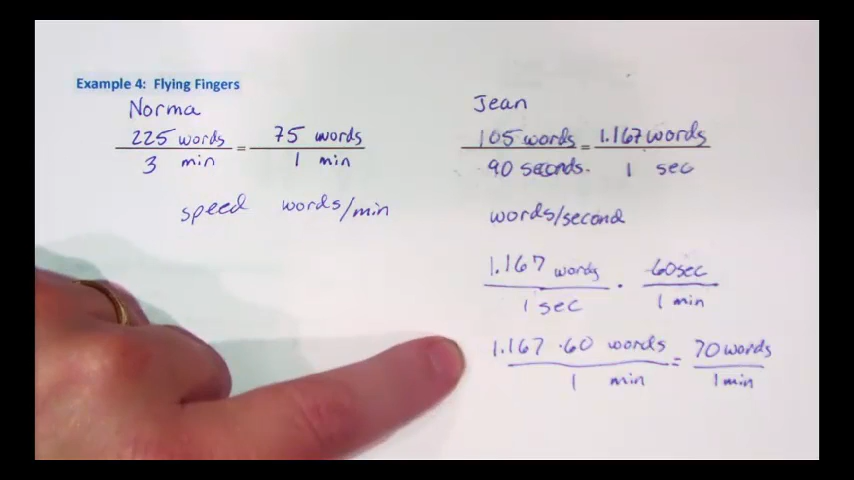 Example 4: Flying Fingers
Norma
225 words / 3 min = 75 words / 1 min
speed words/min
Jean
105 words / 90 seconds. = 1.167 words / 1 sec
words/second
1.167 words / 1 sec · 60sec / 1 min
1.167 · 60 words / 1 min = 70 words / 1 min